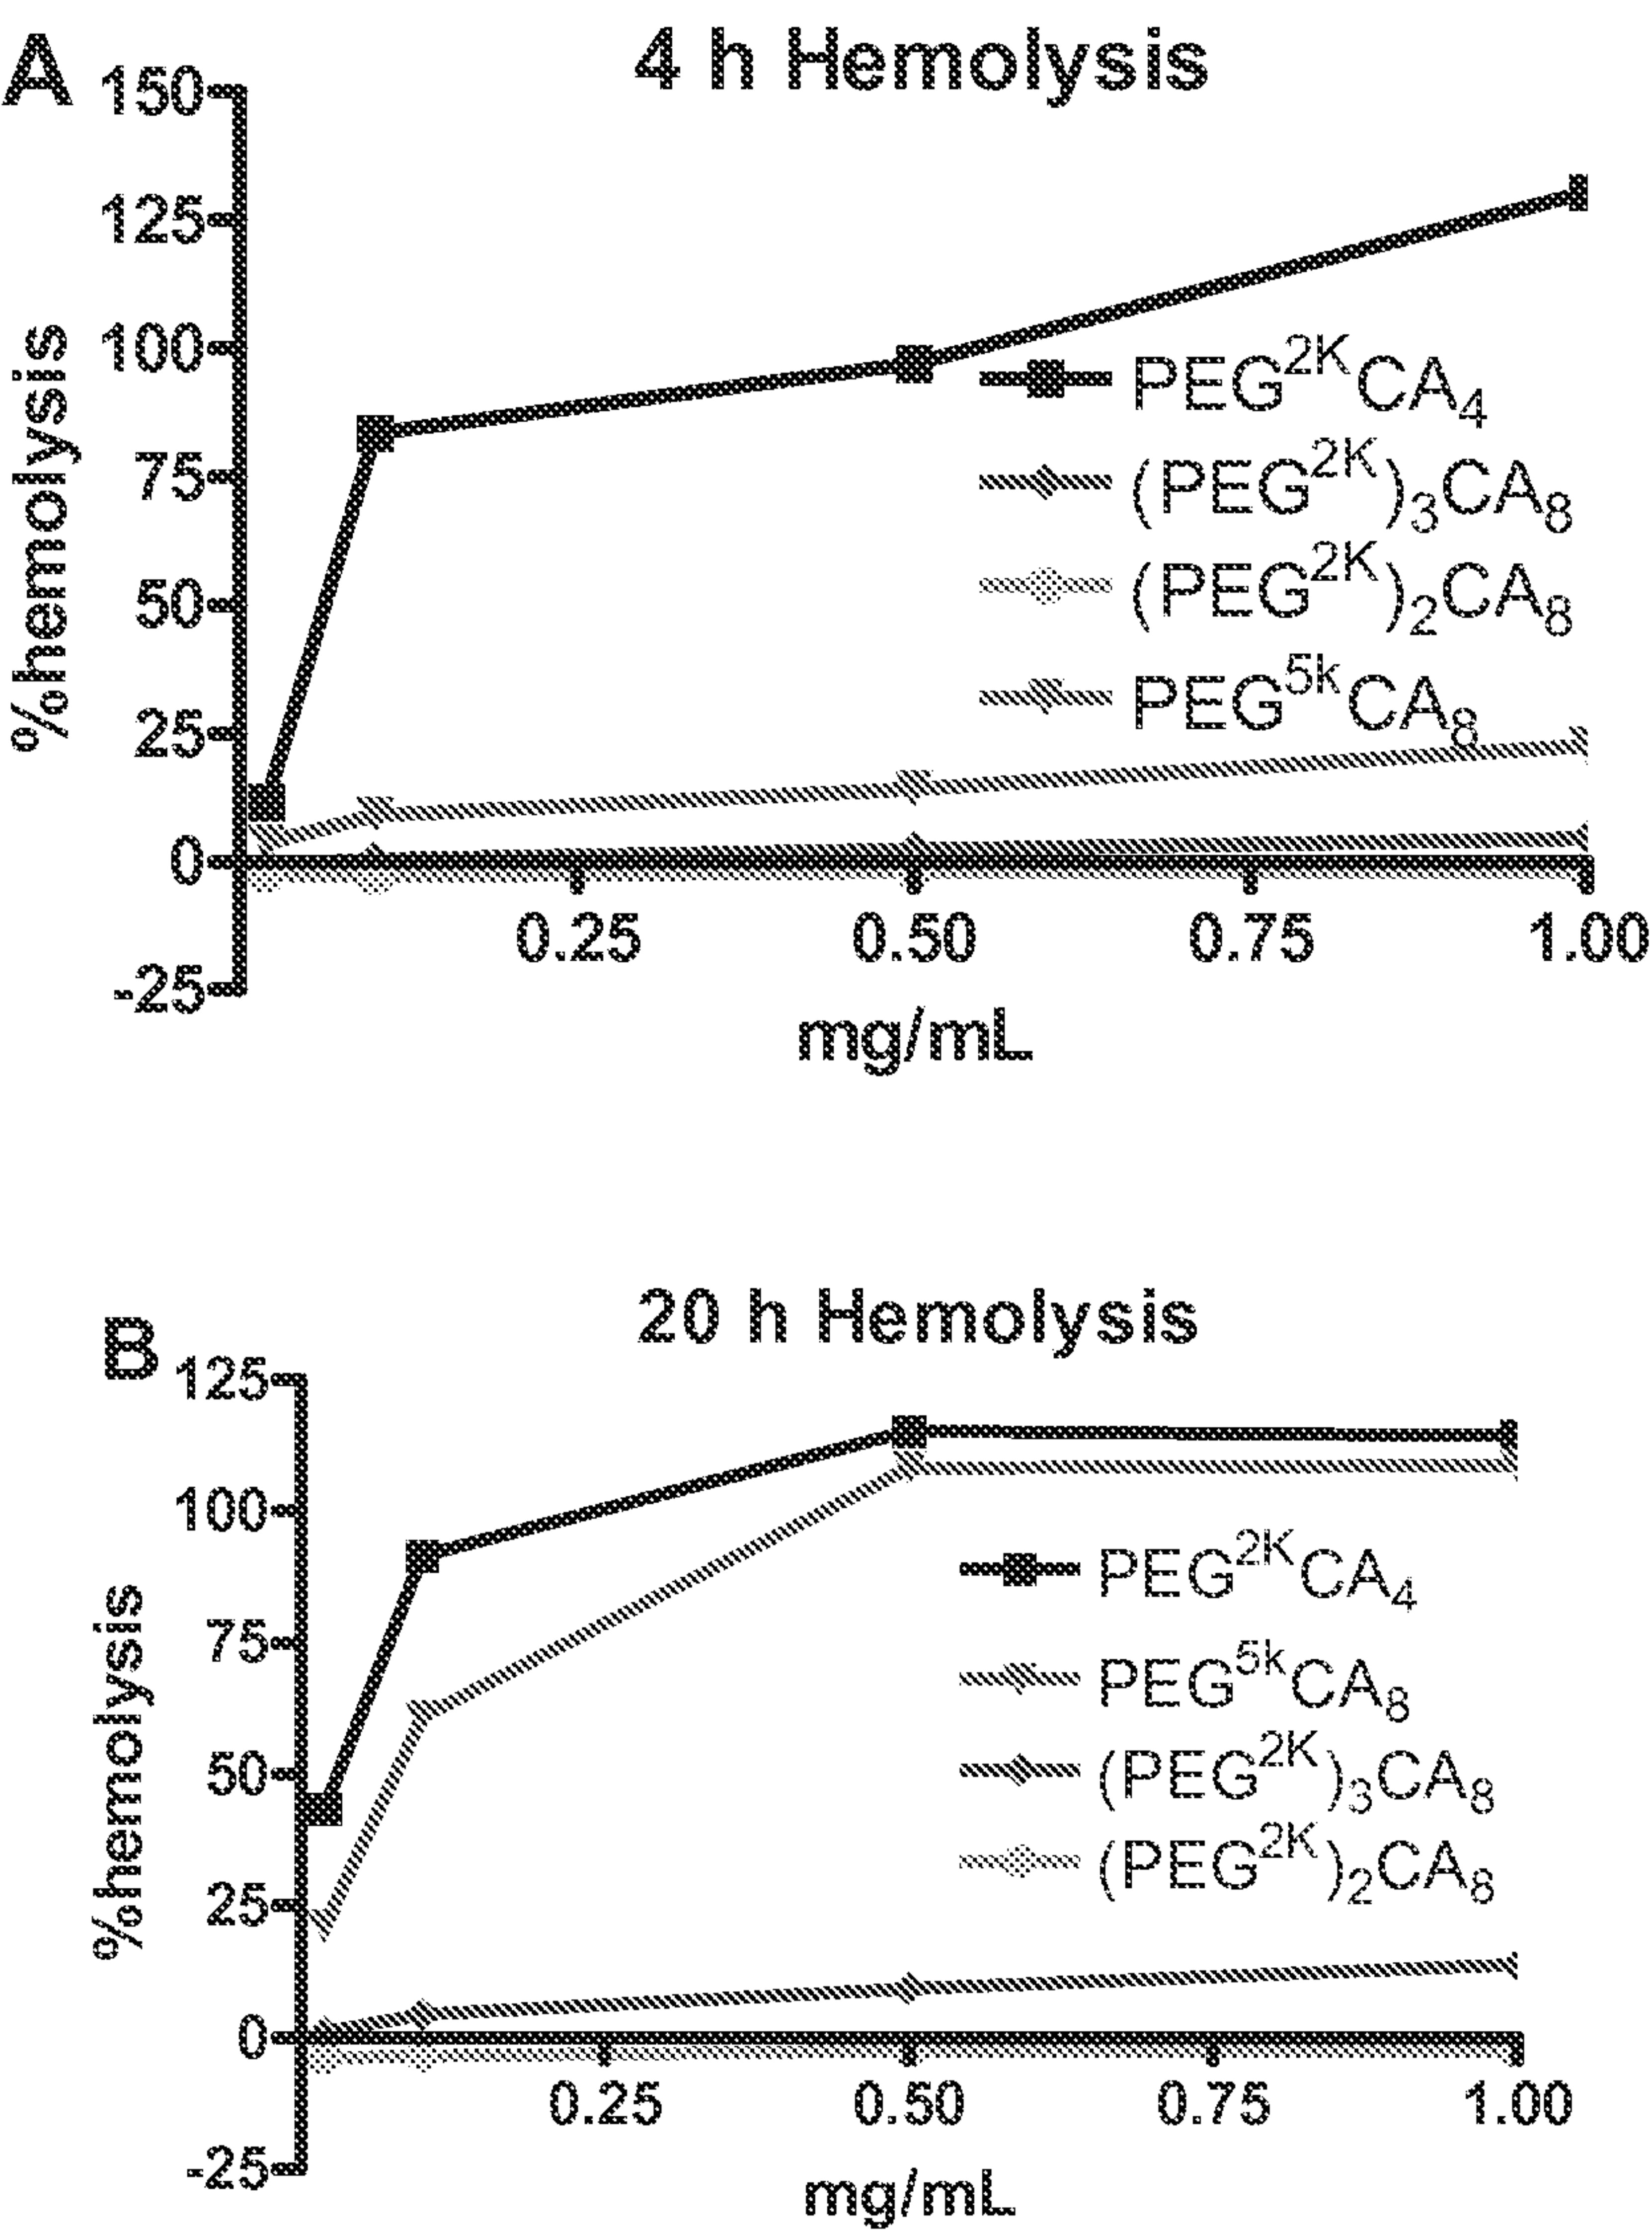 A
4 h Hemolysis
150
125
100
75
50
25
0
-25
%hemolysis
PEG²ᴷCA₄
(PEG²ᴷ)₃CA₈
(PEG²ᴷ)₂CA₈
PEG⁵ᵏCA₈
0.25 0.50 0.75 1.00
mg/mL
B
20 h Hemolysis
125
100
75
50
25
0
-25
%hemolysis
PEG²ᴷCA₄
PEG⁵ᵏCA₈
(PEG²ᴷ)₃CA₈
(PEG²ᴷ)₂CA₈
0.25 0.50 0.75 1.00
mg/mL